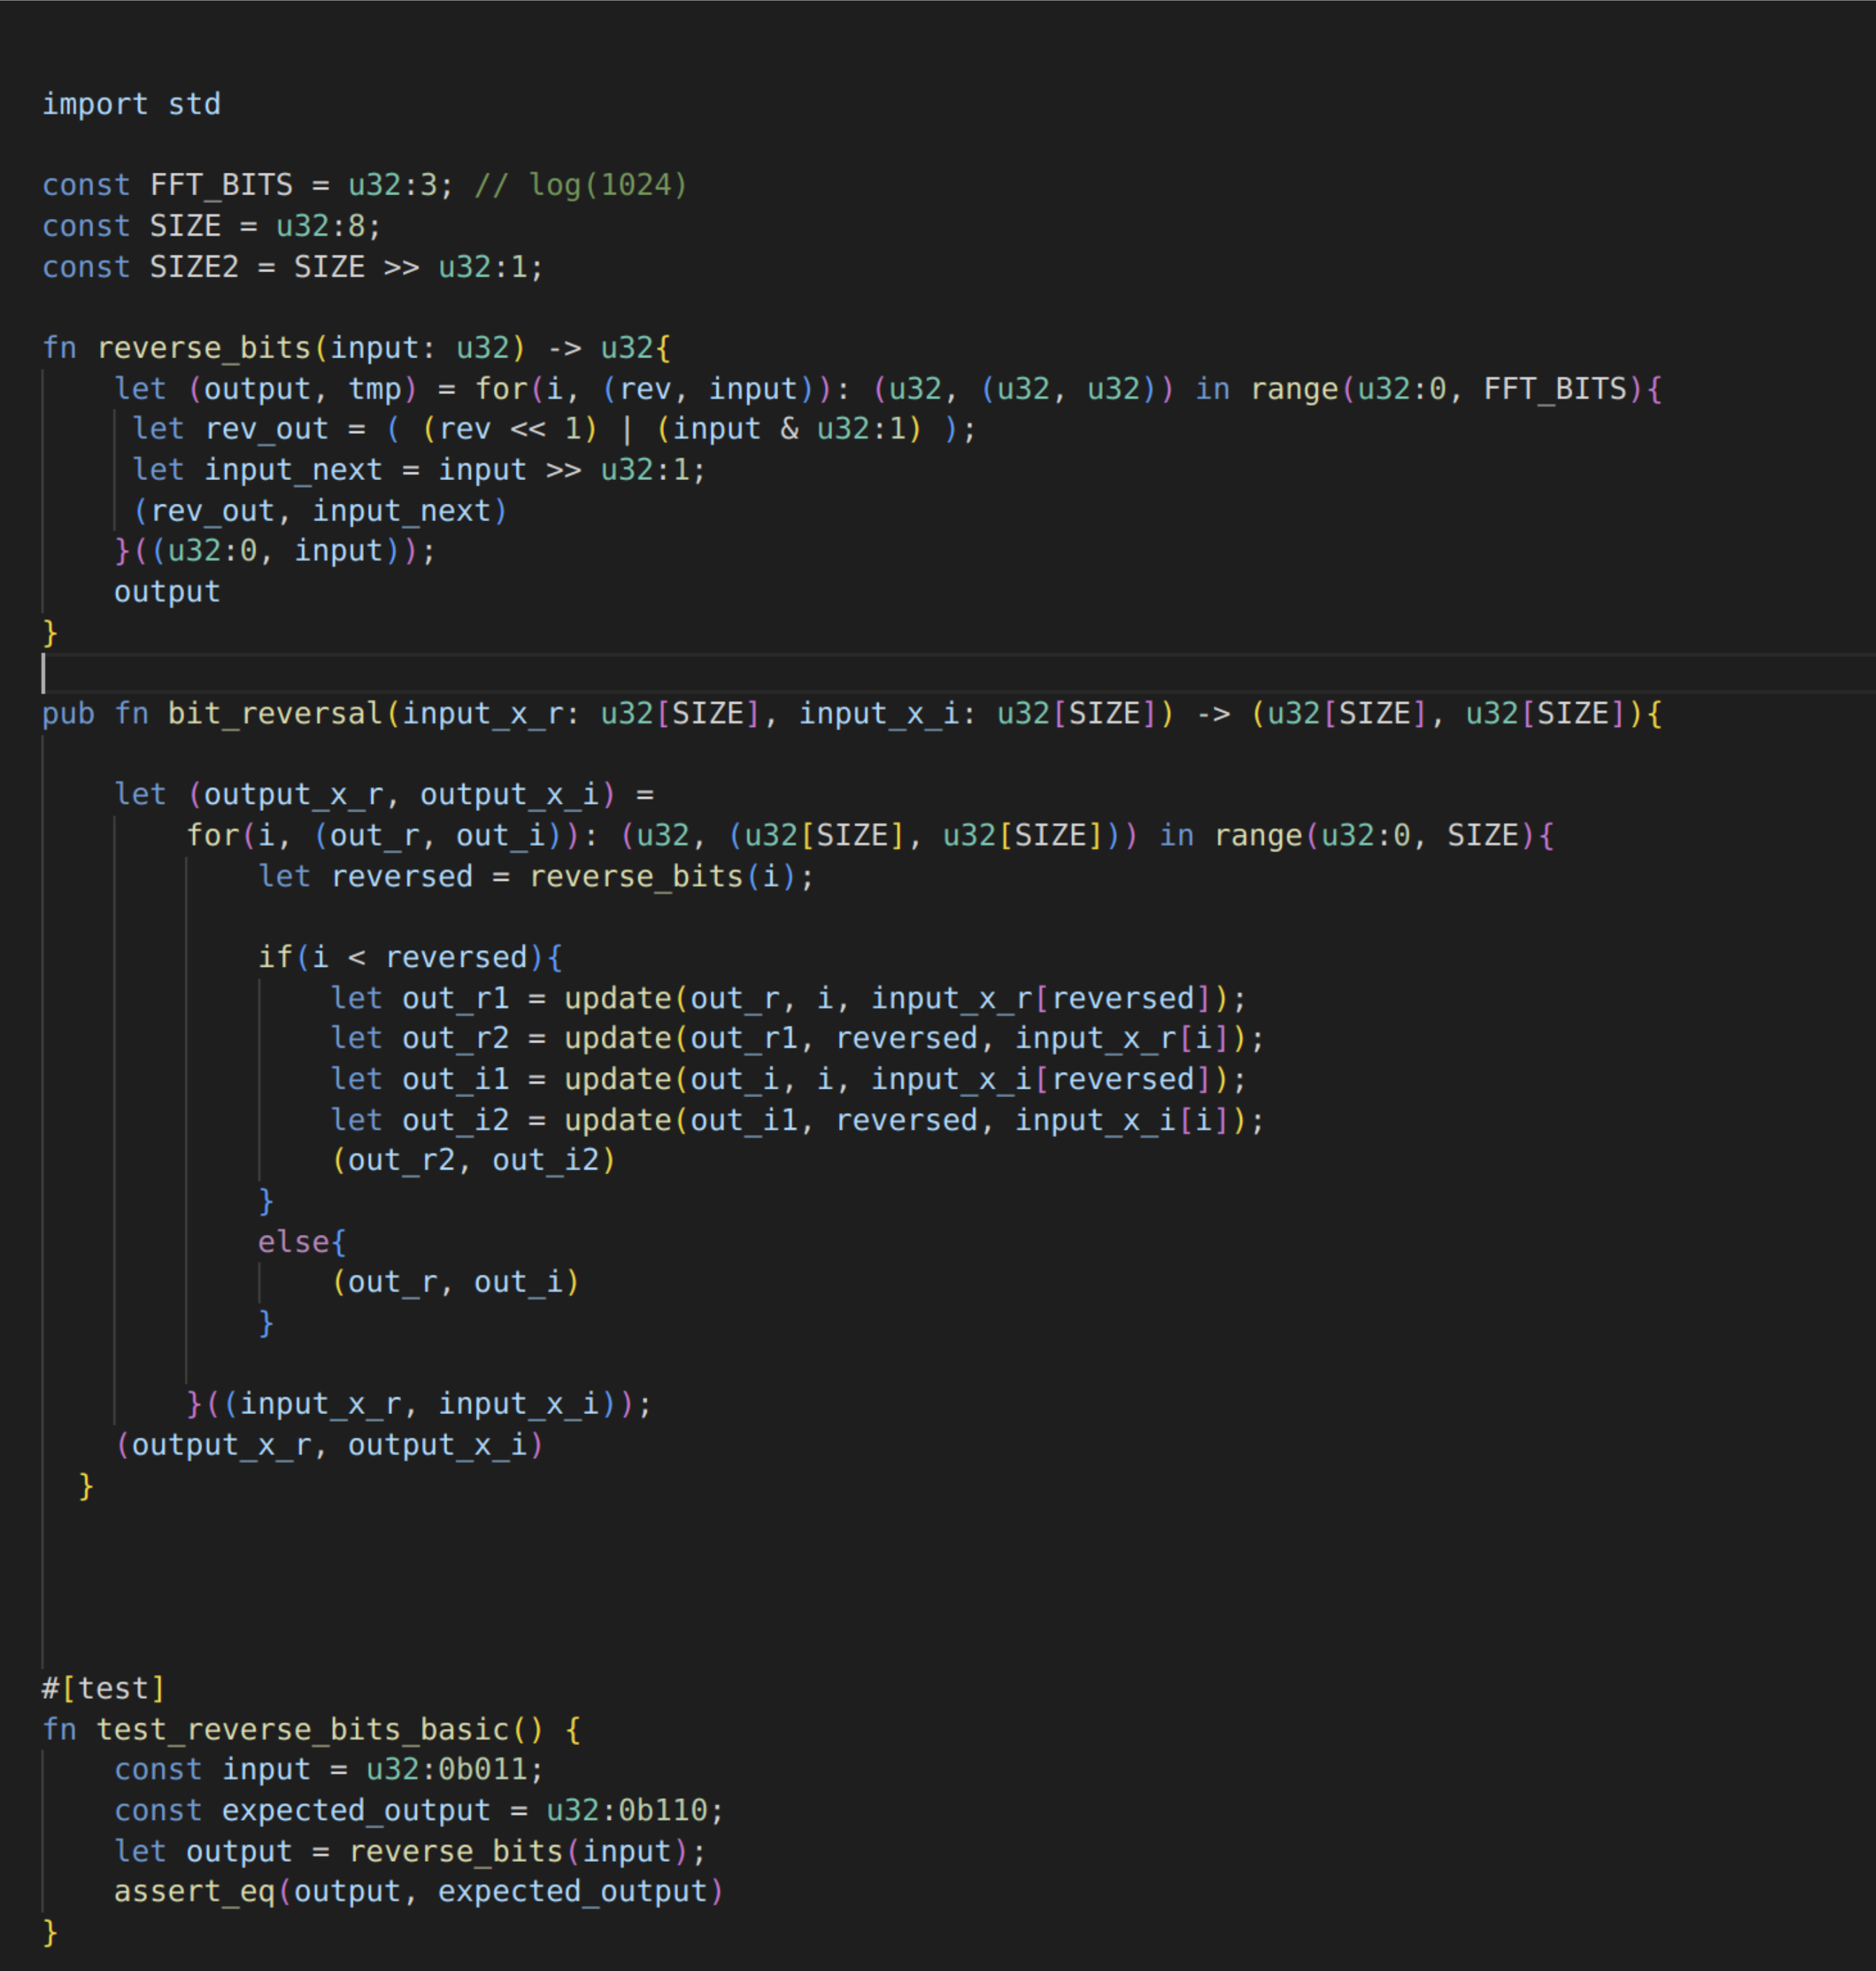 import std
const FFT_BITS = u32:3; // log(1024)
const SIZE = u32:8;
const SIZE2 = SIZE >> u32:1;
fn reverse_bits(input: u32) -> u32{
let (output, tmp) = for(i, (rev, input)): (u32, (u32, u32)) in range(u32:0, FFT_BITS){
let rev_out = ( (rev << 1) | (input & u32:1) );
let input_next = input >> u32:1;
(rev_out, input_next)
}((u32:0, input));
output
}
pub fn bit_reversal(input_x_r: u32[SIZE], input_x_i: u32[SIZE]) -> (u32[SIZE], u32[SIZE]){
let (output_x_r, output_x_i) =
for(i, (out_r, out_i)): (u32, (u32[SIZE], u32[SIZE])) in range(u32:0, SIZE){
let reversed = reverse_bits(i);
if(i < reversed){
let out_r1 = update(out_r, i, input_x_r[reversed]);
let out_r2 = update(out_r1, reversed, input_x_r[i]);
let out_i1 = update(out_i, i, input_x_i[reversed]);
let out_i2 = update(out_i1, reversed, input_x_i[i]);
(out_r2, out_i2)
}
else{
(out_r, out_i)
}
}((input_x_r, input_x_i));
(output_x_r, output_x_i)
}
#[test]
fn test_reverse_bits_basic() {
const input = u32:0b011;
const expected_output = u32:0b110;
let output = reverse_bits(input);
assert_eq(output, expected_output)
}